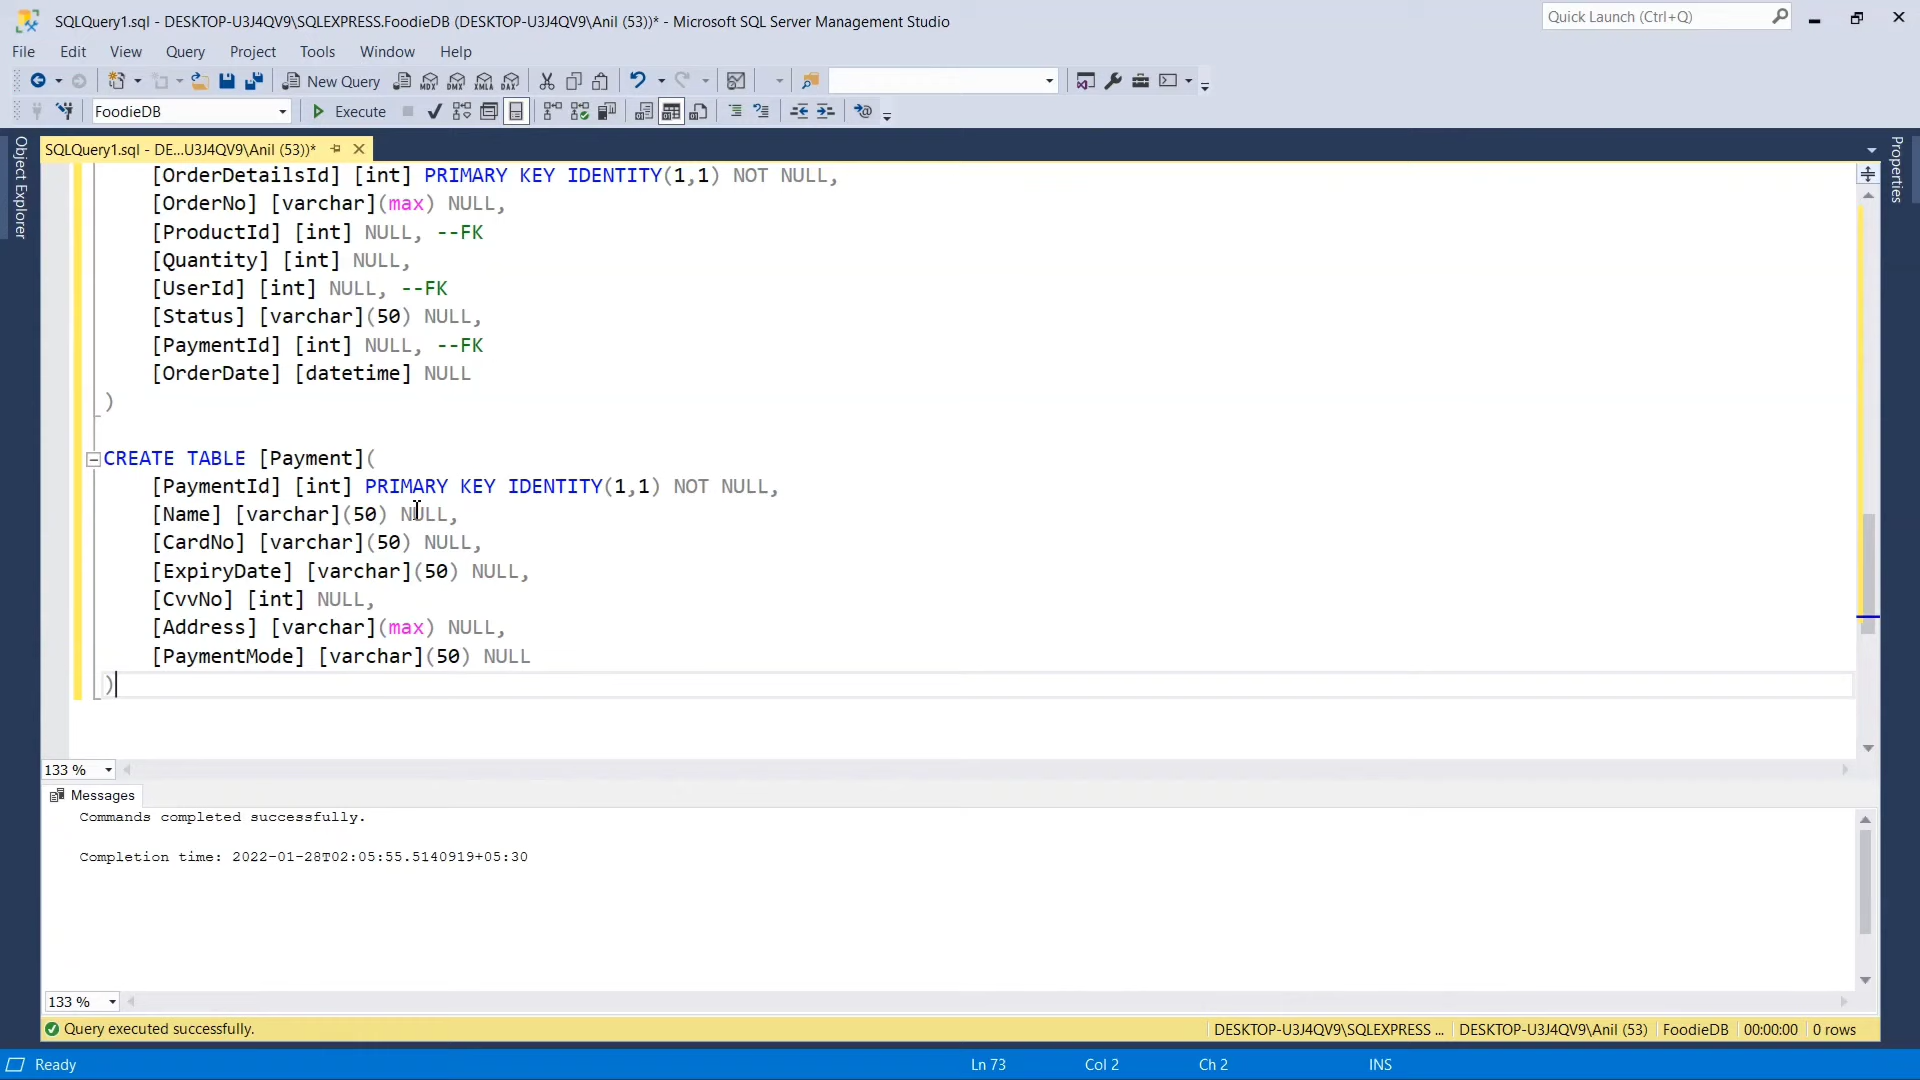 SQLQuery1.sql - DESKTOP-U3J4QV9\SQLEXPRESS.FoodieDB (DESKTOP-U3J4QV9\Anil (53))* - Microsoft SQL Server Management Studio
Quick Launch (Ctrl+Q)
File Edit View Query Project Tools Window Help
New Query
MDX DMX XMLA DAX
FoodieDB
Execute
Object Explorer
Properties
SQLQuery1.sql - DE...U3J4QV9\Anil (53))*
[OrderDetailsId] [int] PRIMARY KEY IDENTITY(1,1) NOT NULL,
[OrderNo] [varchar](max) NULL,
[ProductId] [int] NULL, --FK
[Quantity] [int] NULL,
[UserId] [int] NULL, --FK
[Status] [varchar](50) NULL,
[PaymentId] [int] NULL, --FK
[OrderDate] [datetime] NULL
)
CREATE TABLE [Payment](
[PaymentId] [int] PRIMARY KEY IDENTITY(1,1) NOT NULL,
[Name] [varchar](50) NULL,
[CardNo] [varchar](50) NULL,
[ExpiryDate] [varchar](50) NULL,
[CvvNo] [int] NULL,
[Address] [varchar](max) NULL,
[PaymentMode] [varchar](50) NULL
)
133 %
Messages
Commands completed successfully.
Completion time: 2022-01-28T02:05:55.5140919+05:30
133 %
Query executed successfully.
DESKTOP-U3J4QV9\SQLEXPRESS ... DESKTOP-U3J4QV9\Anil (53) FoodieDB 00:00:00 0 rows
Ready
Ln 73 Col 2 Ch 2 INS